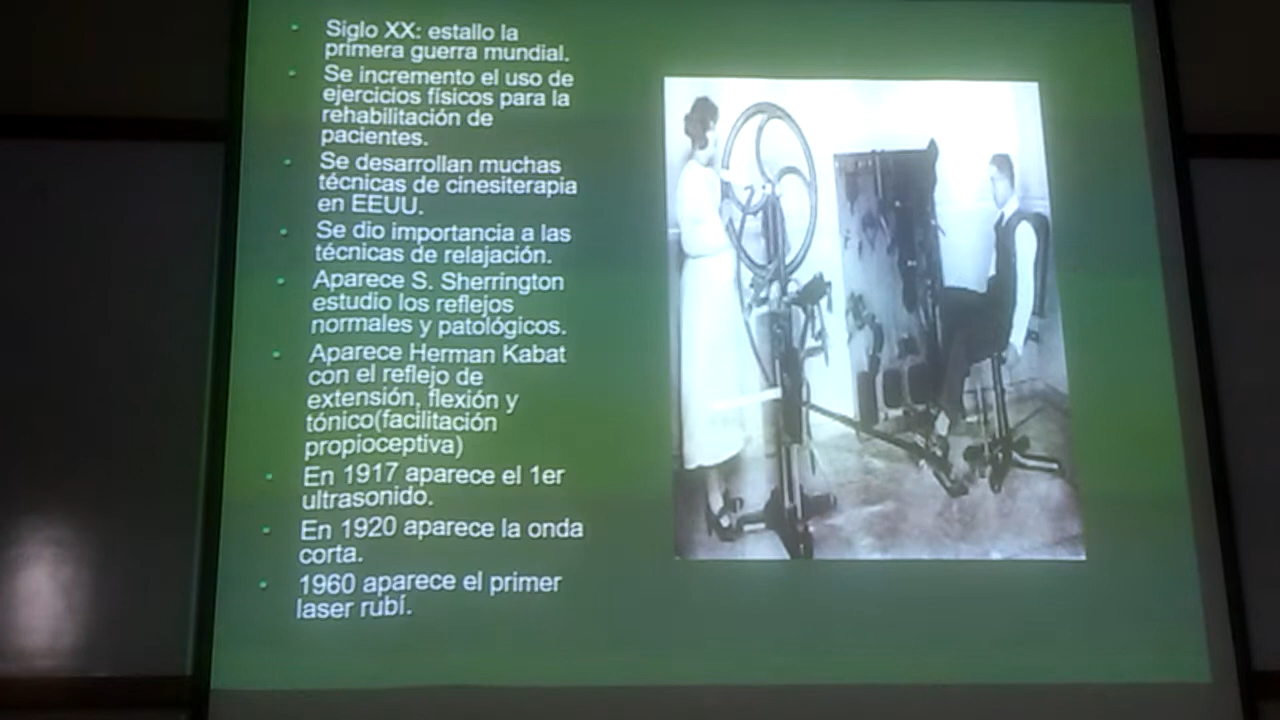 • Siglo XX: estallo la
primera guerra mundial.
• Se incremento el uso de
ejercicios físicos para la
rehabilitación de
pacientes.
• Se desarrollan muchas
técnicas de cinesiterapia
en EEUU.
• Se dio importancia a las
técnicas de relajación.
• Aparece S. Sherrington
estudio los reflejos
normales y patológicos.
• Aparece Herman Kabat
con el reflejo de
extensión, flexión y
tónico(facilitación
propioceptiva)
• En 1917 aparece el 1er
ultrasonido.
• En 1920 aparece la onda
corta.
• 1960 aparece el primer
laser rubí.